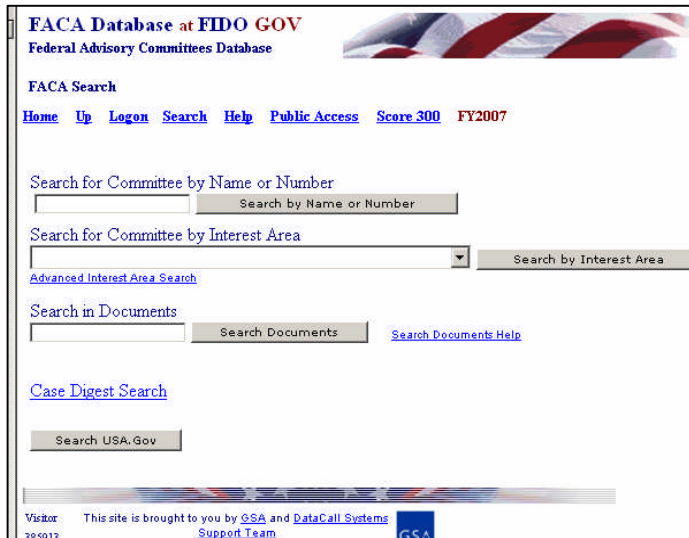 FACA Database at FIDO GOV
Federal Advisory Committees Database
FACA Search
Home Up Logon Search Help Public Access Score 300 FY2007
Search for Committee by Name or Number
Search by Name or Number
Search for Committee by Interest Area
Search by Interest Area
Advanced Interest Area Search
Search in Documents
Search Documents Search Documents Help
Case Digest Search
Search USA.Gov
Visitor This site is brought to you by GSA and DataCall Systems
385913 Support Team GSA